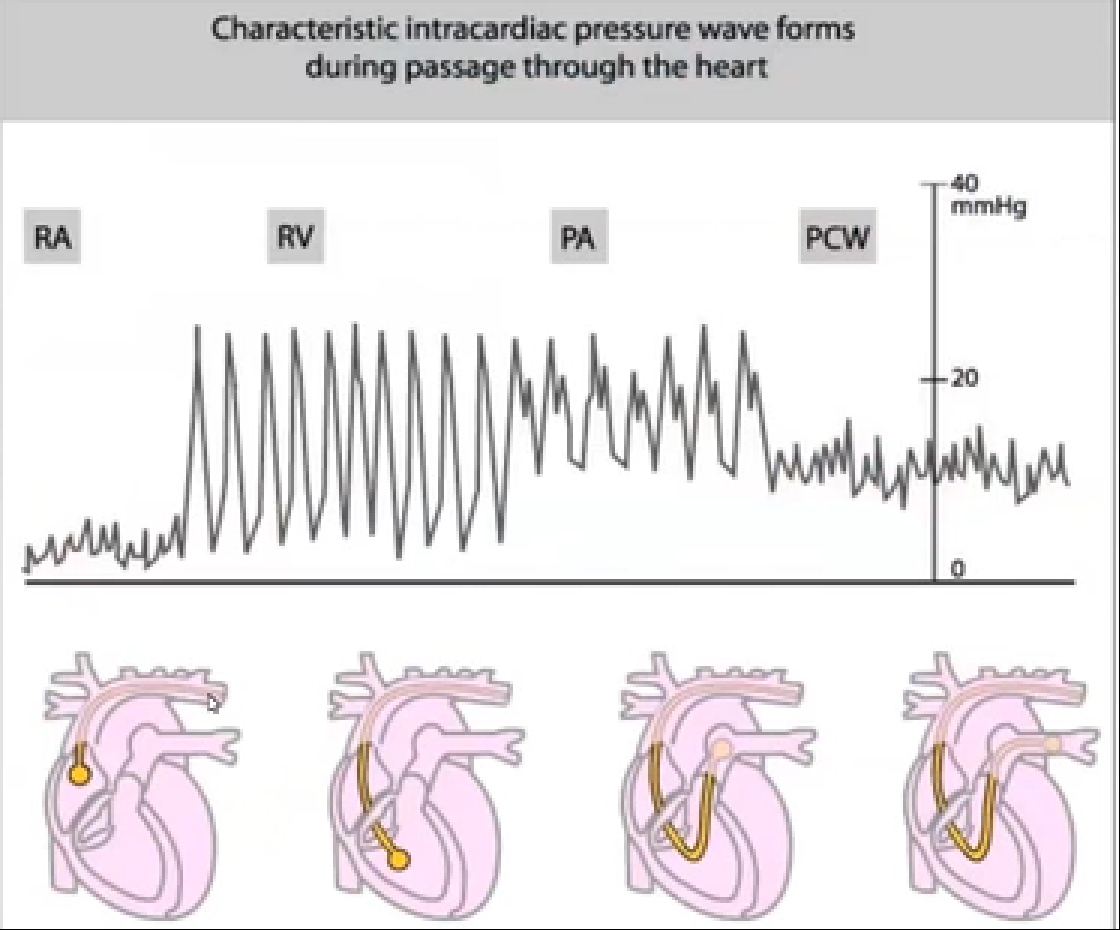 Characteristic intracardiac pressure wave forms
during passage through the heart
40
mmHg
RA
RV
PA
PCW
20
0